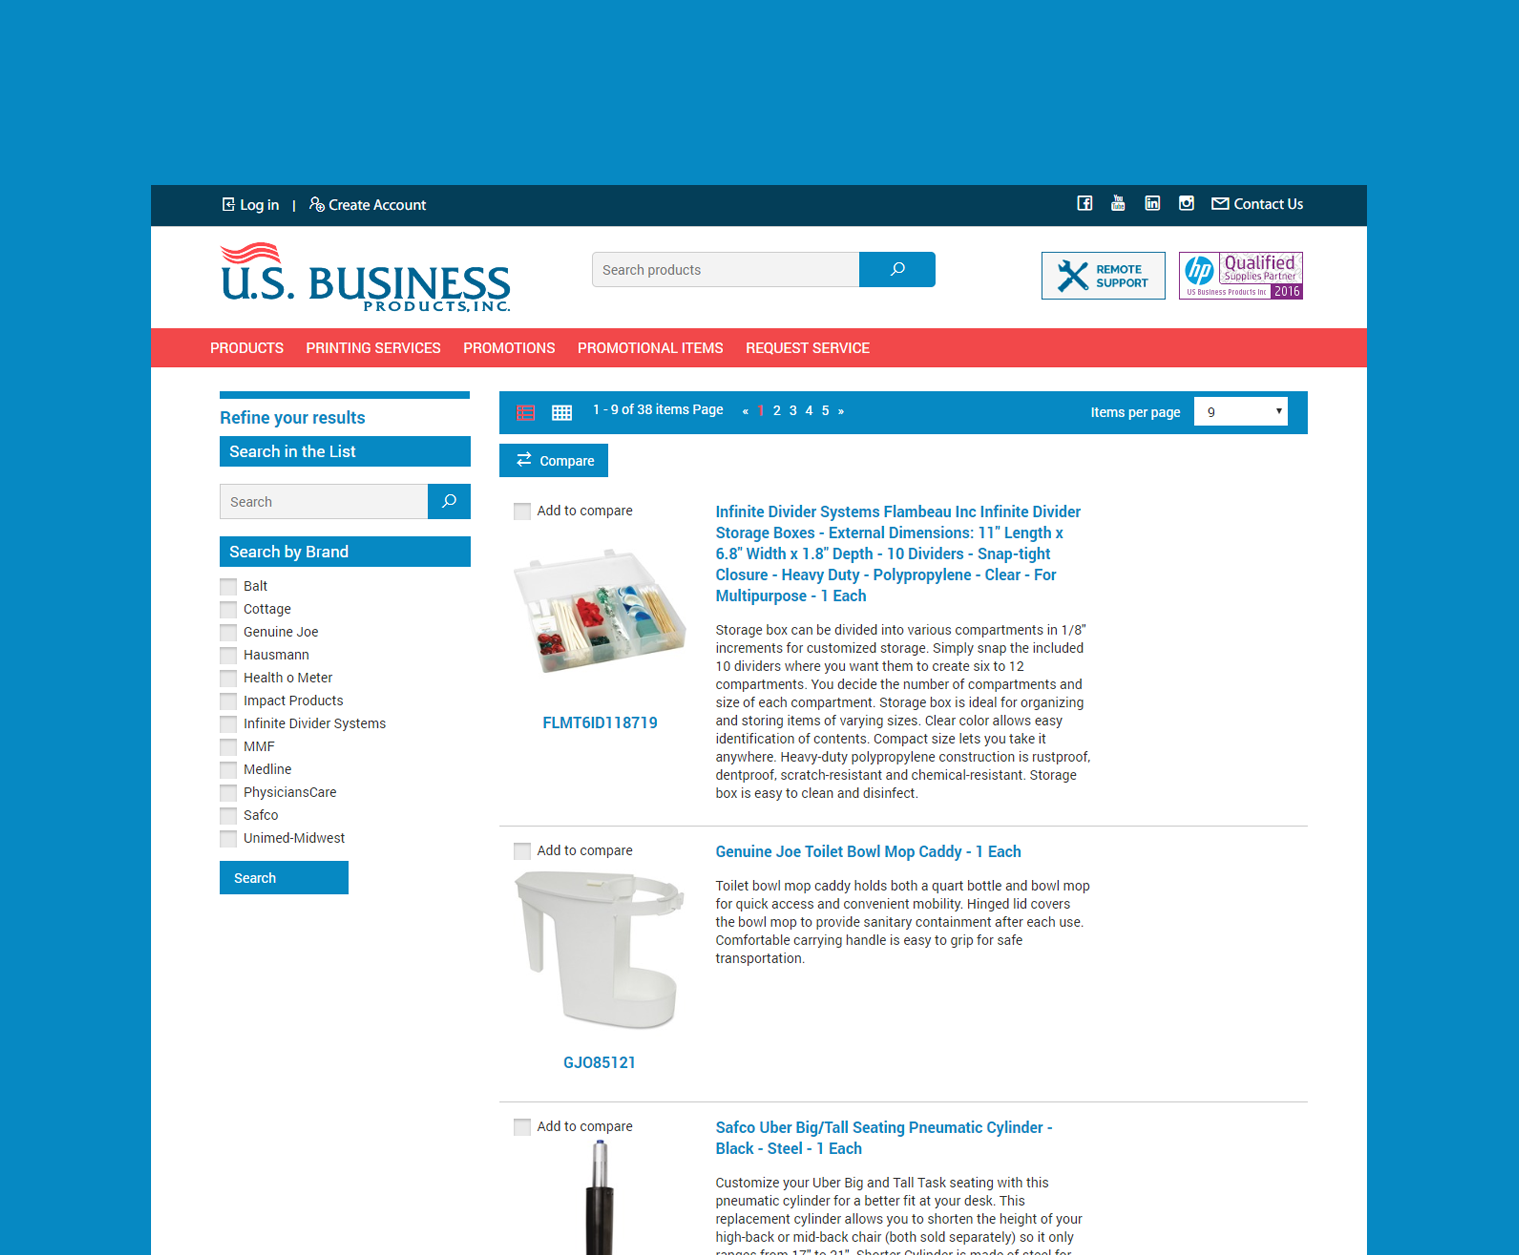 Log in | Create Account
Contact Us
U.S. BUSINESS
PRODUCTS, INC.
Search products
REMOTE
SUPPORT
hp
Qualified
Supplies Partner
US Business Products Inc 2016
PRODUCTS PRINTING SERVICES PROMOTIONS PROMOTIONAL ITEMS REQUEST SERVICE
Refine your results
Search in the List
Search
Search by Brand
Balt
Cottage
Genuine Joe
Hausmann
Health o Meter
Impact Products
Infinite Divider Systems
MMF
Medline
PhysiciansCare
Safco
Unimed-Midwest
Search
1 - 9 of 38 items Page « 1 2 3 4 5 »
Items per page 9
Compare
Add to compare
FLMT6ID118719
Infinite Divider Systems Flambeau Inc Infinite Divider
Storage Boxes - External Dimensions: 11" Length x
6.8" Width x 1.8" Depth - 10 Dividers - Snap-tight
Closure - Heavy Duty - Polypropylene - Clear - For
Multipurpose - 1 Each
Storage box can be divided into various compartments in 1/8"
increments for customized storage. Simply snap the included
10 dividers where you want them to create six to 12
compartments. You decide the number of compartments and
size of each compartment. Storage box is ideal for organizing
and storing items of varying sizes. Clear color allows easy
identification of contents. Compact size lets you take it
anywhere. Heavy-duty polypropylene construction is rustproof,
dentproof, scratch-resistant and chemical-resistant. Storage
box is easy to clean and disinfect.
Add to compare
GJO85121
Genuine Joe Toilet Bowl Mop Caddy - 1 Each
Toilet bowl mop caddy holds both a quart bottle and bowl mop
for quick access and convenient mobility. Hinged lid covers
the bowl mop to provide sanitary containment after each use.
Comfortable carrying handle is easy to grip for safe
transportation.
Add to compare
Safco Uber Big/Tall Seating Pneumatic Cylinder -
Black - Steel - 1 Each
Customize your Uber Big and Tall Task seating with this
pneumatic cylinder for a better fit at your desk. This
replacement cylinder allows you to shorten the height of your
high-back or mid-back chair (both sold separately) so it only
ranges from 17" to 21". Shorter Cylinder is made of steel for